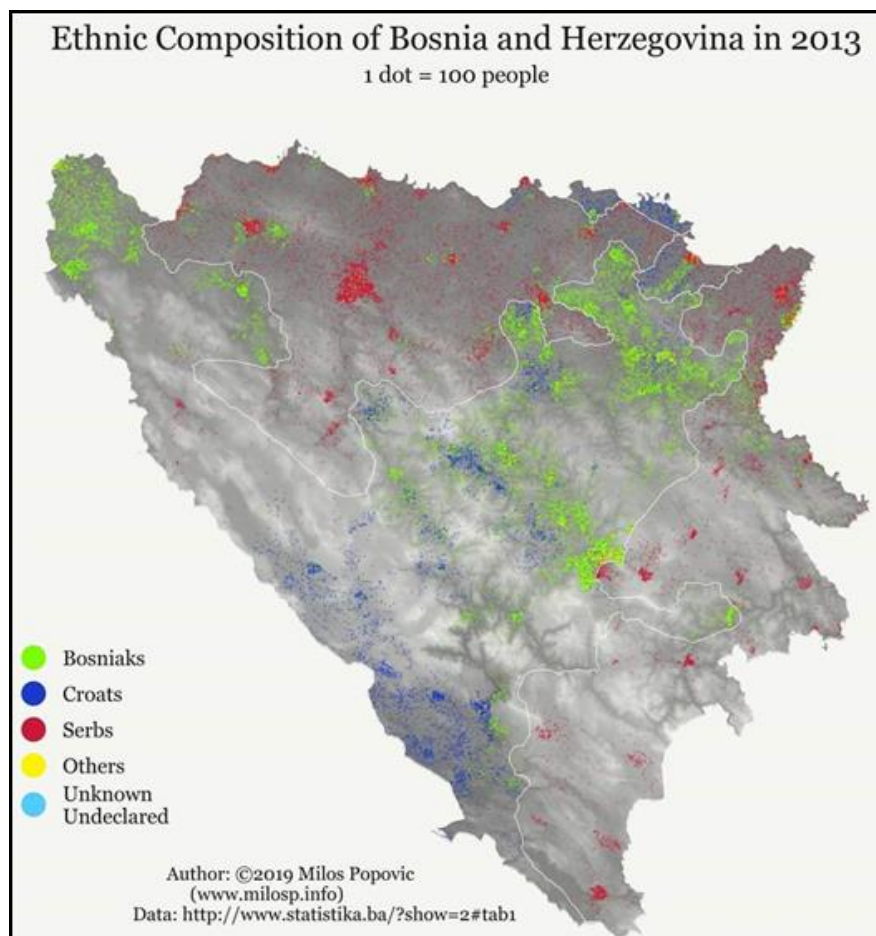 Ethnic Composition of Bosnia and Herzegovina in 2013
1 dot = 100 people
Bosniaks
Croats
Serbs
Others
Unknown
Undeclared
Author: ©2019 Milos Popovic
(www.milosp.info)
Data: http://www.statistika.ba/?show=2#tab1